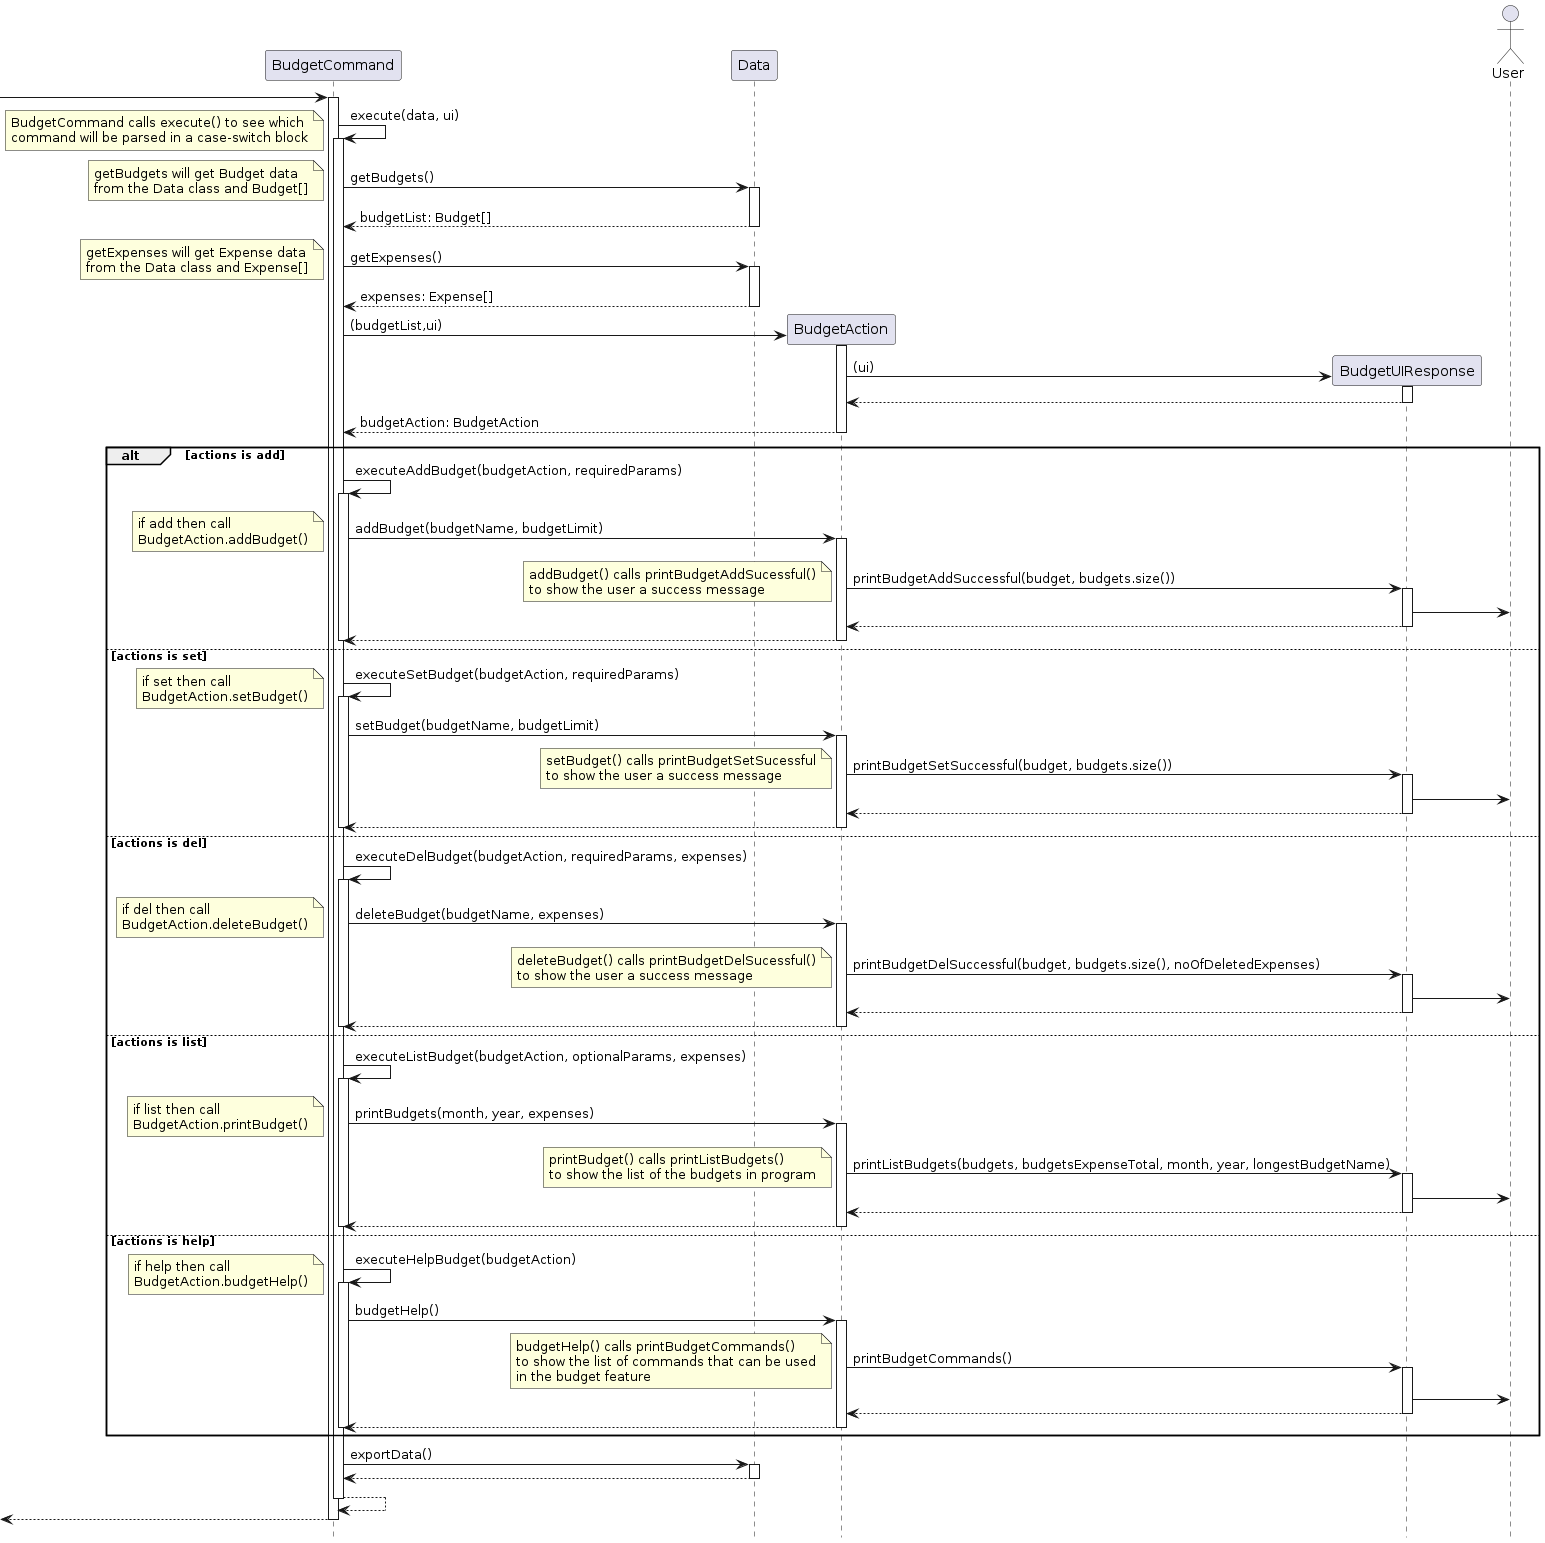 User
BudgetCommand
Data
execute(data, ui)
BudgetCommand calls execute() to see which
command will be parsed in a case-switch block
getBudgets will get Budget data
from the Data class and Budget[]
getBudgets()
budgetList: Budget[]
getExpenses will get Expense data
from the Data class and Expense[]
getExpenses()
expenses: Expense[]
(budgetList,ui)
BudgetAction
(ui)
BudgetUIResponse
budgetAction: BudgetAction
alt
[actions is add]
executeAddBudget(budgetAction, requiredParams)
if add then call
BudgetAction.addBudget()
addBudget(budgetName, budgetLimit)
addBudget() calls printBudgetAddSucessful()
to show the user a success message
printBudgetAddSuccessful(budget, budgets.size())
[actions is set]
executeSetBudget(budgetAction, requiredParams)
if set then call
BudgetAction.setBudget()
setBudget(budgetName, budgetLimit)
setBudget() calls printBudgetSetSucessful
to show the user a success message
printBudgetSetSuccessful(budget, budgets.size())
[actions is del]
executeDelBudget(budgetAction, requiredParams, expenses)
if del then call
BudgetAction.deleteBudget()
deleteBudget(budgetName, expenses)
deleteBudget() calls printBudgetDelSucessful()
to show the user a success message
printBudgetDelSuccessful(budget, budgets.size(), noOfDeletedExpenses)
[actions is list]
executeListBudget(budgetAction, optionalParams, expenses)
if list then call
BudgetAction.printBudget()
printBudgets(month, year, expenses)
printBudget() calls printListBudgets()
to show the list of the budgets in program
printListBudgets(budgets, budgetsExpenseTotal, month, year, longestBudgetName)
[actions is help]
executeHelpBudget(budgetAction)
if help then call
BudgetAction.budgetHelp()
budgetHelp()
budgetHelp() calls printBudgetCommands()
to show the list of commands that can be used
in the budget feature
printBudgetCommands()
exportData()